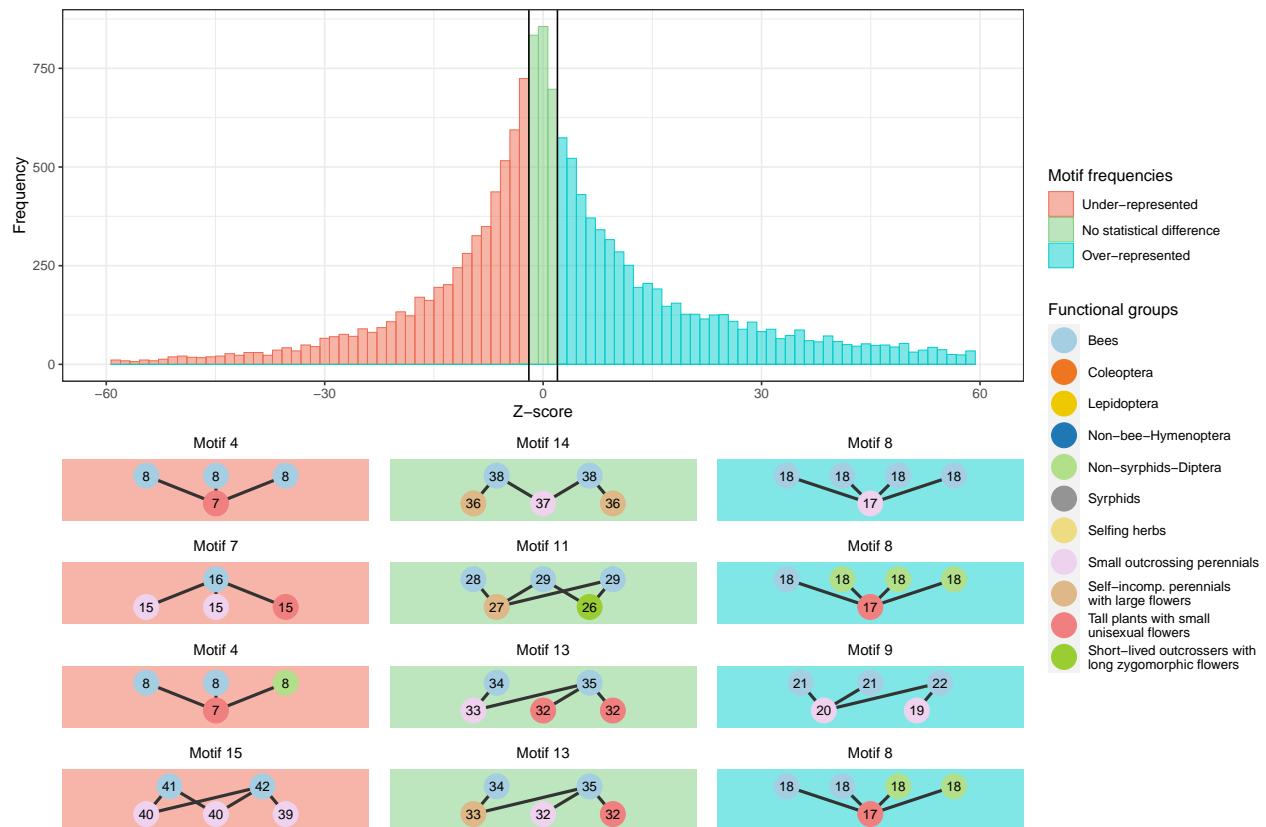 750
500
250
0
Frequency
−60
−30
0
30
60
Z−score
Motif frequencies
Under−represented
No statistical difference
Over−represented
Functional groups
Bees
Coleoptera
Lepidoptera
Non−bee−Hymenoptera
Non−syrphids−Diptera
Syrphids
Selfing herbs
Small outcrossing perennials
Self−incomp. perennials
with large flowers
Tall plants with small
unisexual flowers
Short−lived outcrossers with
long zygomorphic flowers
Motif 4
8 8 8
7
Motif 14
38 38
36 37 36
Motif 8
18 18 18 18
17
Motif 7
16
15 15 15
Motif 11
28 29 29
27 26
Motif 8
18 18 18 18
17
Motif 4
8 8 8
7
Motif 13
34 35
33 32 32
Motif 9
21 21 22
20 19
Motif 15
41 42
40 40 39
Motif 13
34 35
33 32 32
Motif 8
18 18 18 18
17